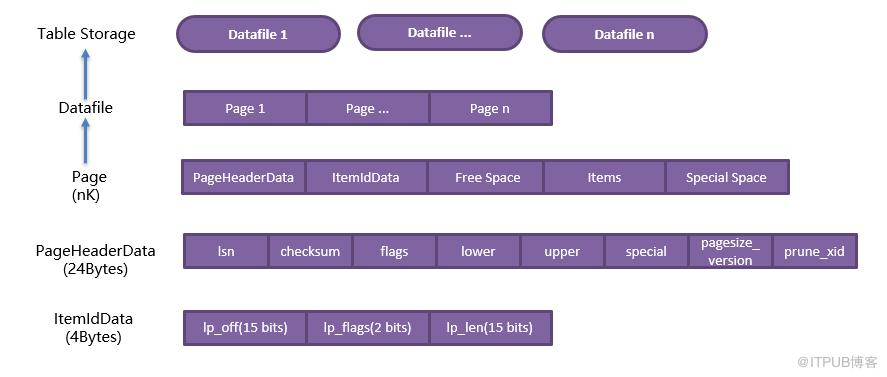 Table Storage
Datafile 1
Datafile ...
Datafile n
Datafile
Page 1
Page ...
Page n
Page
(nK)
PageHeaderData
ItemIdData
Free Space
Items
Special Space
PageHeaderData
(24Bytes)
lsn
checksum
flags
lower
upper
special
pagesize_
version
prune_xid
ItemIdData
(4Bytes)
lp_off(15 bits)
lp_flags(2 bits)
lp_len(15 bits)
@ITPUB博客